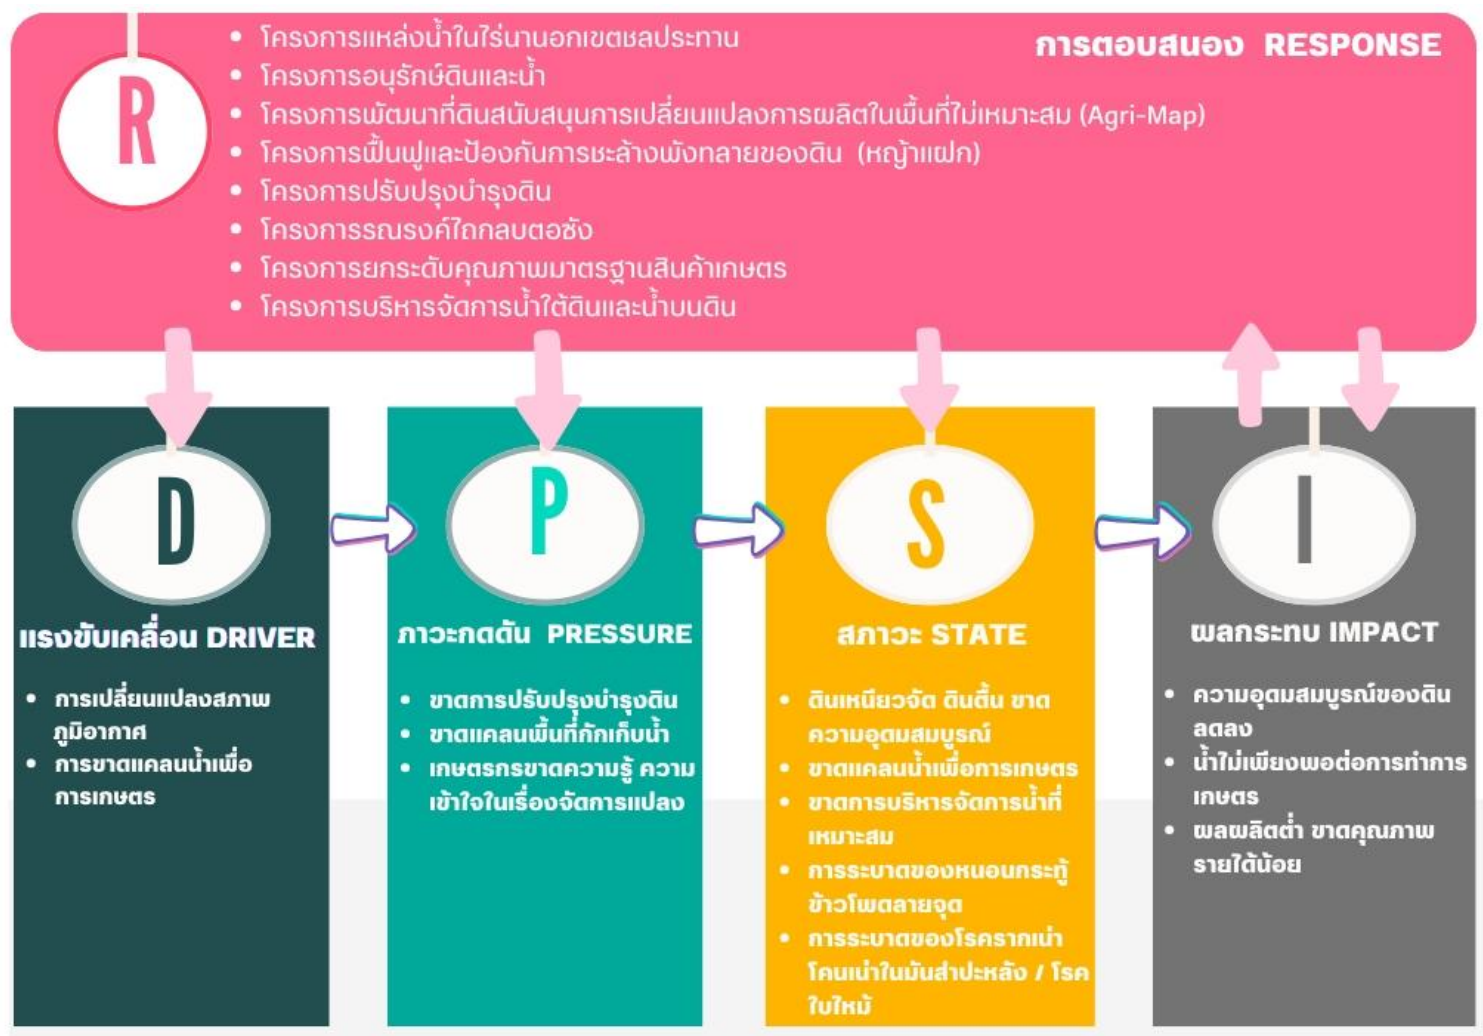 R
การตอบสนอง RESPONSE
• โครงการแหล่งน้ำในไร่นานอกเขตชลประทาน
• โครงการอนุรักษ์ดินและน้ำ
• โครงการพัฒนาที่ดินสนับสนุนการเปลี่ยนแปลงการผลิตในพื้นที่ไม่เหมาะสม (Agri-Map)
• โครงการฟื้นฟูและป้องกันการชะล้างพังทลายของดิน (หญ้าแฝก)
• โครงการปรับปรุงบำรุงดิน
• โครงการรณรงค์ไถกลบตอซัง
• โครงการยกระดับคุณภาพมาตรฐานสินค้าเกษตร
• โครงการบริหารจัดการน้ำใต้ดินและน้ำบนดิน
D
แรงขับเคลื่อน DRIVER
• การเปลี่ยนแปลงสภาพ
ภูมิอากาศ
• การขาดแคลนน้ำเพื่อ
การเกษตร
P
ภาวะกดดัน PRESSURE
• ขาดการปรับปรุงบำรุงดิน
• ขาดแคลนพื้นที่กักเก็บน้ำ
• เกษตรกรขาดความรู้ ความ
เข้าใจในเรื่องจัดการแปลง
S
สภาวะ STATE
• ดินเหนียวจัด ดินตื้น ขาด
ความอุดมสมบูรณ์
• ขาดแคลนน้ำเพื่อการเกษตร
• ขาดการบริหารจัดการน้ำที่
เหมาะสม
• การระบาดของหนอนกระทู้
ข้าวโพดลายจุด
• การระบาดของโรครากเน่า
โคนเน่าในมันสำปะหลัง / โรค
ใบไหม้
I
ผลกระทบ IMPACT
• ความอุดมสมบูรณ์ของดิน
ลดลง
• น้ำไม่เพียงพอต่อการทำการ
เกษตร
• ผลผลิตต่ำ ขาดคุณภาพ
รายได้น้อย